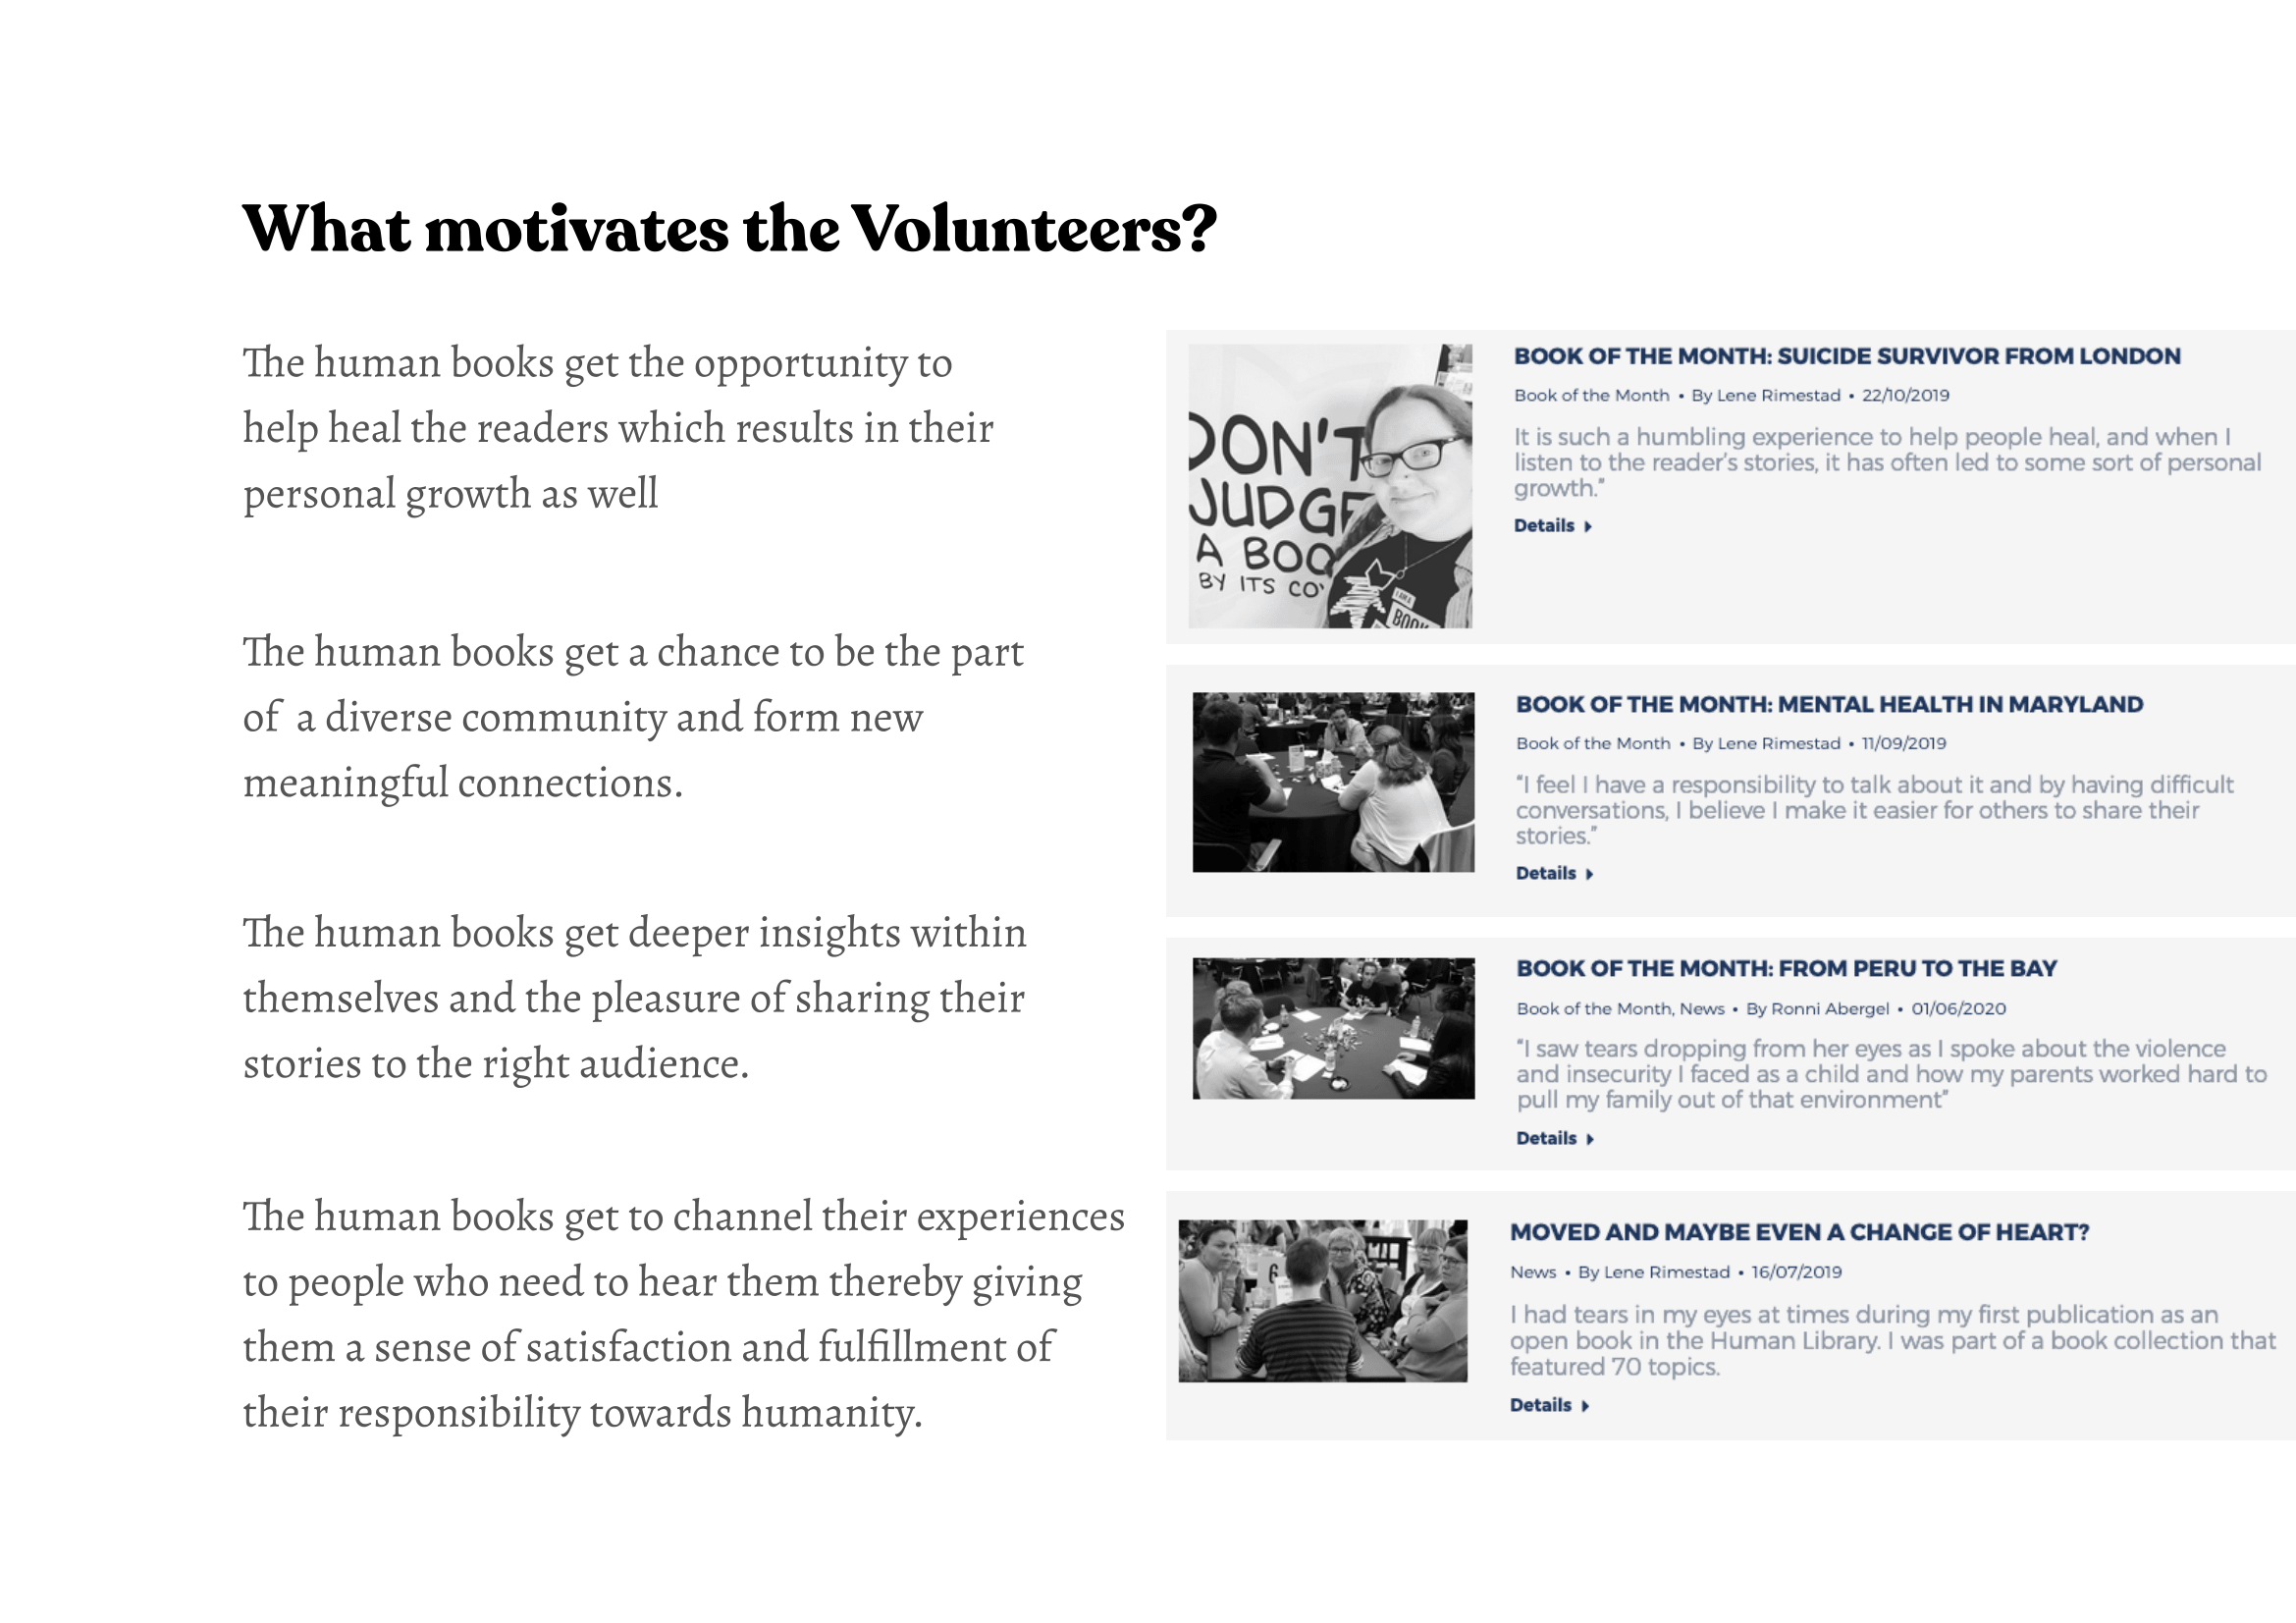 What motivates the Volunteers?
The human books get the opportunity to
help heal the readers which results in their
personal growth as well
The human books get a chance to be the part
of  a diverse community and form new
meaningful connections.
The human books get deeper insights within
themselves and the pleasure of sharing their
stories to the right audience.
The human books get to channel their experiences
to people who need to hear them thereby giving
them a sense of satisfaction and fulfillment of
their responsibility towards humanity.
DON'T
JUDGE
A BOO
BY ITS CO
I AM A
BOOK
BOOK OF THE MONTH: SUICIDE SURVIVOR FROM LONDON
Book of the Month • By Lene Rimestad • 22/10/2019
It is such a humbling experience to help people heal, and when I
listen to the reader's stories, it has often led to some sort of personal
growth.”
Details
BOOK OF THE MONTH: MENTAL HEALTH IN MARYLAND
Book of the Month • By Lene Rimestad • 11/09/2019
“I feel I have a responsibility to talk about it and by having difficult
conversations, I believe I make it easier for others to share their
stories.”
Details
BOOK OF THE MONTH: FROM PERU TO THE BAY
Book of the Month, News • By Ronni Abergel • 01/06/2020
“I saw tears dropping from her eyes as I spoke about the violence
and insecurity I faced as a child and how my parents worked hard to
pull my family out of that environment”
Details
6
MOVED AND MAYBE EVEN A CHANGE OF HEART?
News • By Lene Rimestad • 16/07/2019
I had tears in my eyes at times during my first publication as an
open book in the Human Library. I was part of a book collection that
featured 70 topics.
Details